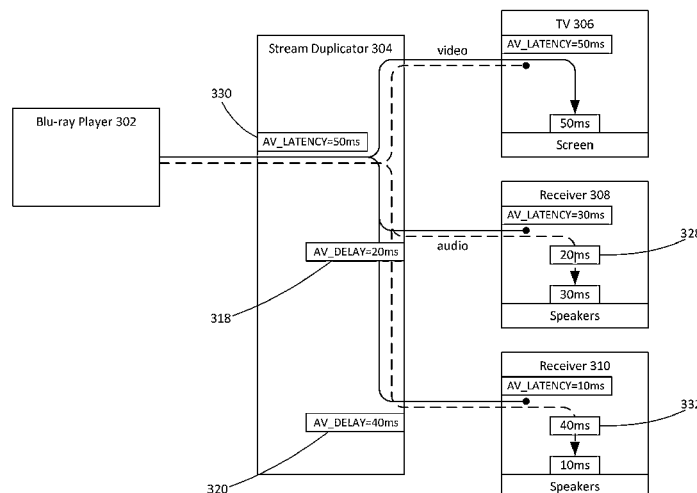 TV 306
AV_LATENCY=50ms
50ms
Screen
Stream Duplicator 304
video
330
Blu-ray Player 302
AV_LATENCY=50ms
Receiver 308
AV_LATENCY=30ms
328
audio
20ms
AV_DELAY=20ms
30ms
318
Speakers
Receiver 310
AV_LATENCY=10ms
332
40ms
AV_DELAY=40ms
10ms
320
Speakers